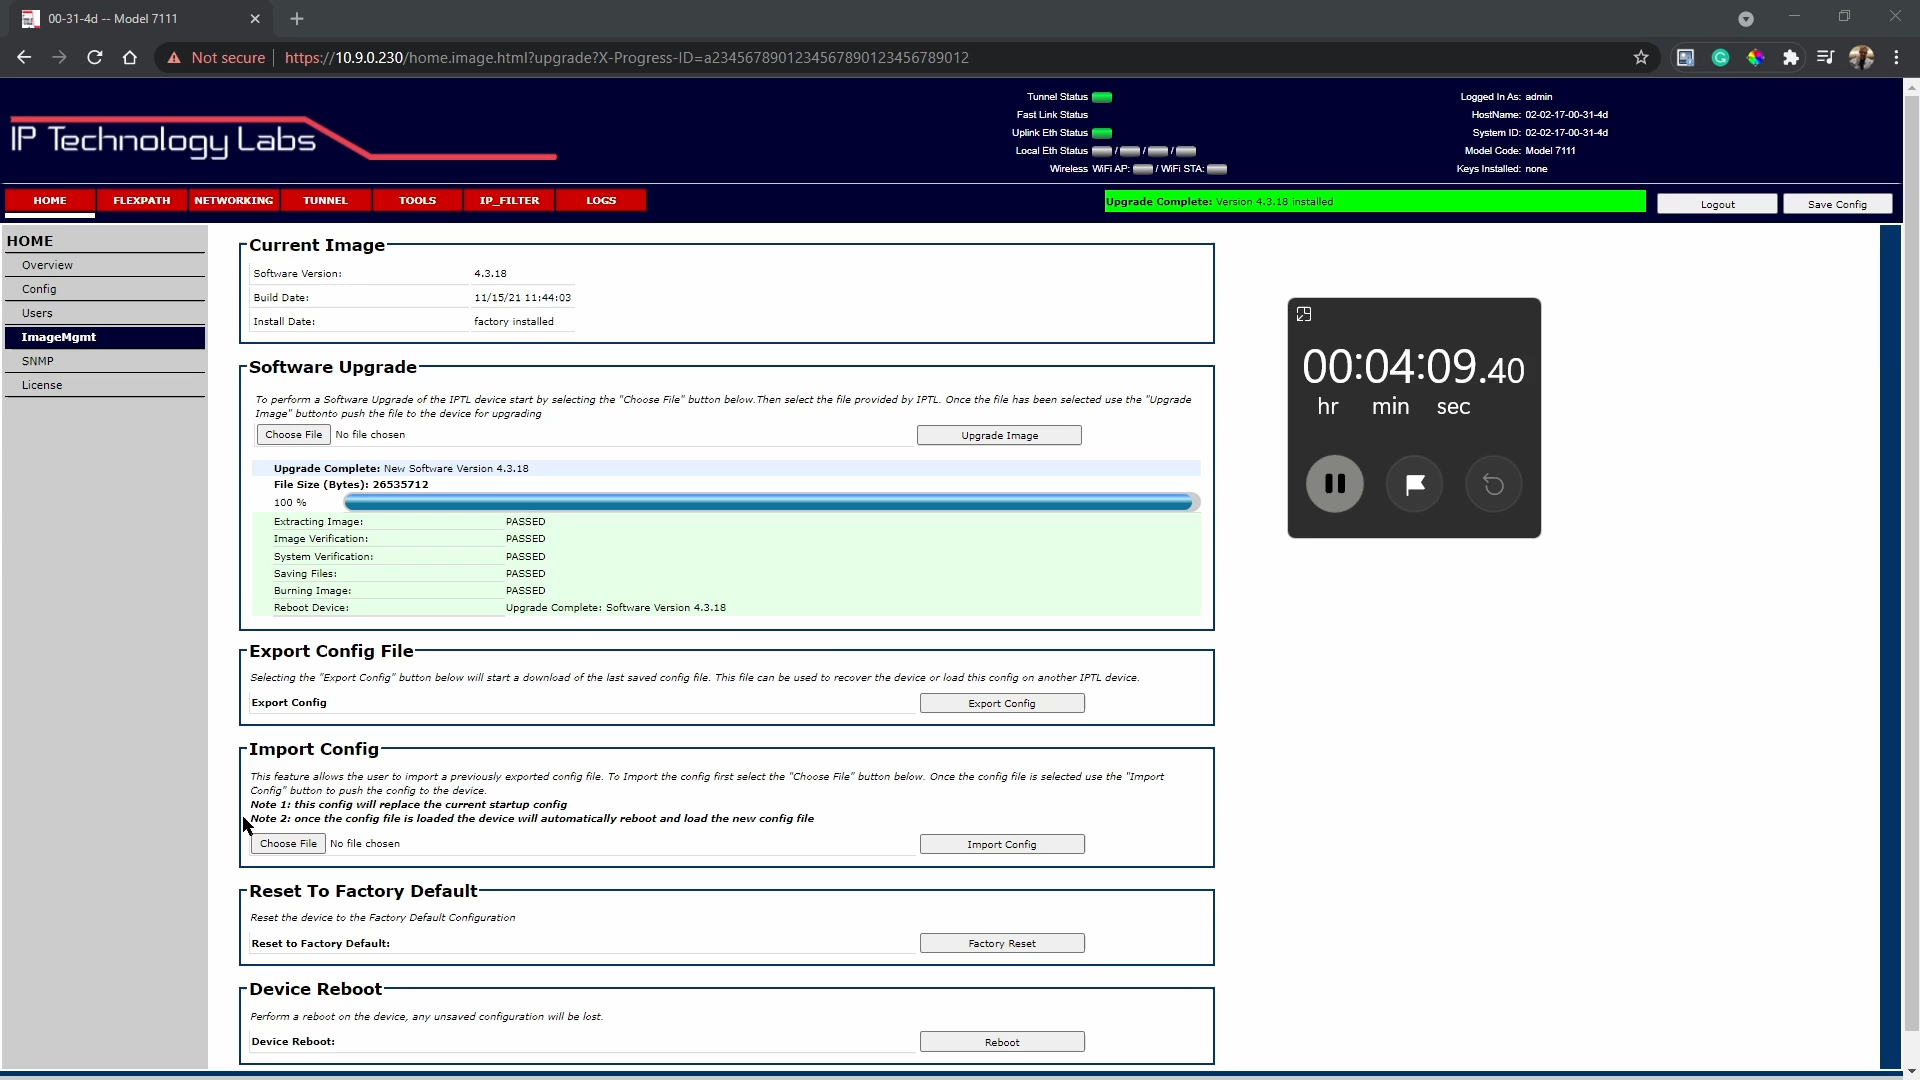 00-31-4d -- Model 7111
Not secure
https://10.9.0.230/home.image.html?upgrade?X-Progress-ID=a2345678901234567890123456789012
IP Technology Labs
Tunnel Status
Fast Link Status
Uplink Eth Status
Local Eth Status / / /
Wireless WiFi AP: / WiFi STA:
Logged In As: admin
HostName: 02-02-17-00-31-4d
System ID: 02-02-17-00-31-4d
Model Code: Model 7111
Keys Installed: none
HOME FLEXPATH NETWORKING TUNNEL TOOLS IP_FILTER LOGS
Upgrade Complete: Version 4.3.18 installed
Logout
Save Config
HOME
Overview
Config
Users
ImageMgmt
SNMP
License
Current Image
Software Version: 4.3.18
Build Date: 11/15/21 11:44:03
Install Date: factory installed
Software Upgrade
To perform a Software Upgrade of the IPTL device start by selecting the "Choose File" button below.Then select the file provided by IPTL. Once the file has been selected use the "Upgrade
Image" buttonto push the file to the device for upgrading
Choose File No file chosen
Upgrade Image
Upgrade Complete: New Software Version 4.3.18
File Size (Bytes): 26535712
100 %
Extracting Image: PASSED
Image Verification: PASSED
System Verification: PASSED
Saving Files: PASSED
Burning Image: PASSED
Reboot Device: Upgrade Complete: Software Version 4.3.18
Export Config File
Selecting the "Export Config" button below will start a download of the last saved config file. This file can be used to recover the device or load this config on another IPTL device.
Export Config
Export Config
Import Config
This feature allows the user to import a previously exported config file. To Import the config first select the "Choose File" button below. Once the config file is selected use the "Import
Config" button to push the config to the device.
Note 1: this config will replace the current startup config
Note 2: once the config file is loaded the device will automatically reboot and load the new config file
Choose File No file chosen
Import Config
Reset To Factory Default
Reset the device to the Factory Default Configuration
Reset to Factory Default:
Factory Reset
Device Reboot
Perform a reboot on the device, any unsaved configuration will be lost.
Device Reboot:
Reboot
00:04:09.40
hr min sec